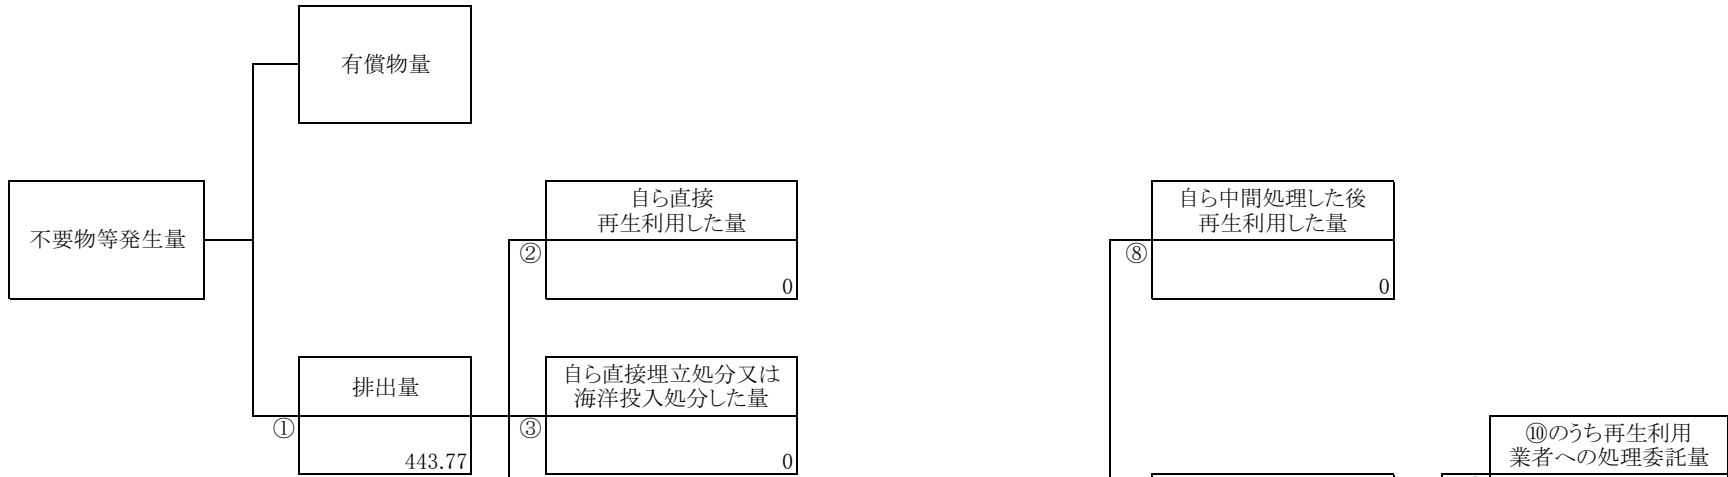 有償物量
不要物等発生量
自ら直接
再生利用した量
②
0
自ら中間処理した後
再生利用した量
⑧
0
排出量
①
443.77
自ら直接埋立処分又は
海洋投入処分した量
③
0
⑩のうち再生利用
業者への処理委託量